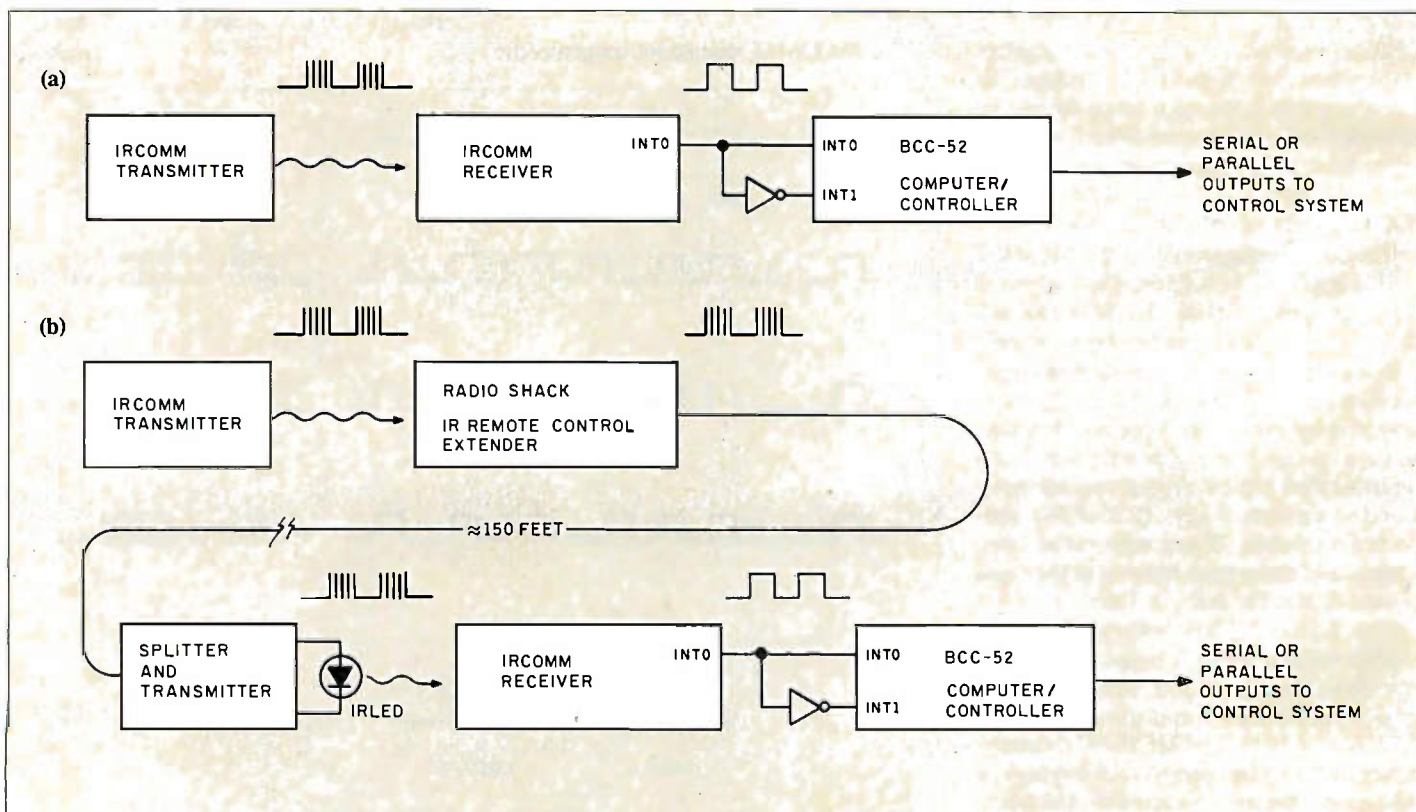 (a)
IRCOMM
TRANSMITTER
IRCOMM
RECEIVER
INT0
INT0
INT1
BCC-52
COMPUTER/
CONTROLLER
SERIAL OR
PARALLEL
OUTPUTS TO
CONTROL SYSTEM
(b)
IRCOMM
TRANSMITTER
RADIO SHACK
IR REMOTE CONTROL
EXTENDER
≈150 FEET
SPLITTER
AND
TRANSMITTER
IRLED
IRCOMM
RECEIVER
INT0
INT0
INT1
BCC-52
COMPUTER/
CONTROLLER
SERIAL OR
PARALLEL
OUTPUTS TO
CONTROL SYSTEM